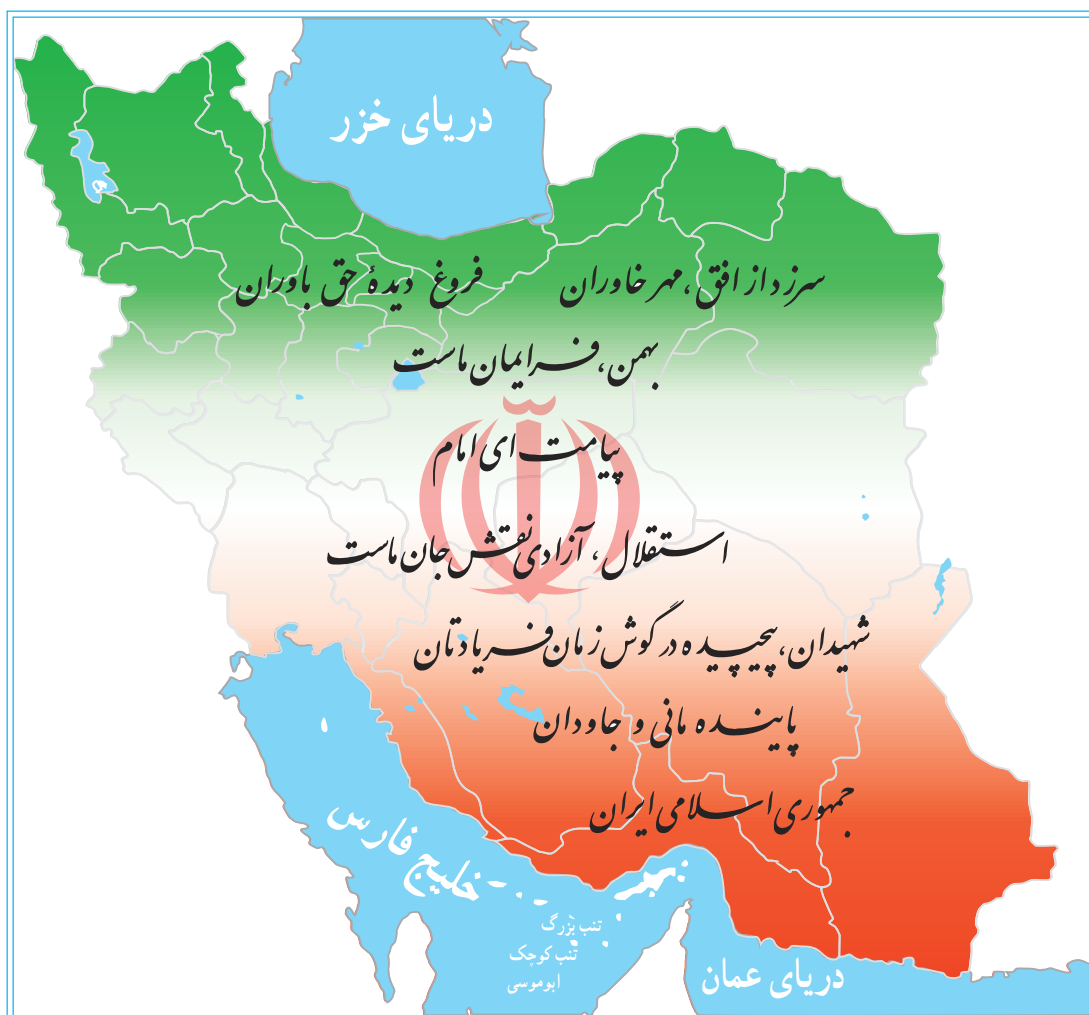 دریای خزر
سرزد از افق، مهر خاوران فروغ دیدهٔ حق باوران
بهمن، فر ایمان ماست
پیامت ای امام
استقلال، آزادی نقش جان ماست
شهیدان، پیچیده در گوش زمان فریادتان
پاینده مانی و جاودان
جمهوری اسلامی ایران
خلیج فارس
تنب بزرگ
تنب کوچک
ابوموسی
دریای عمان